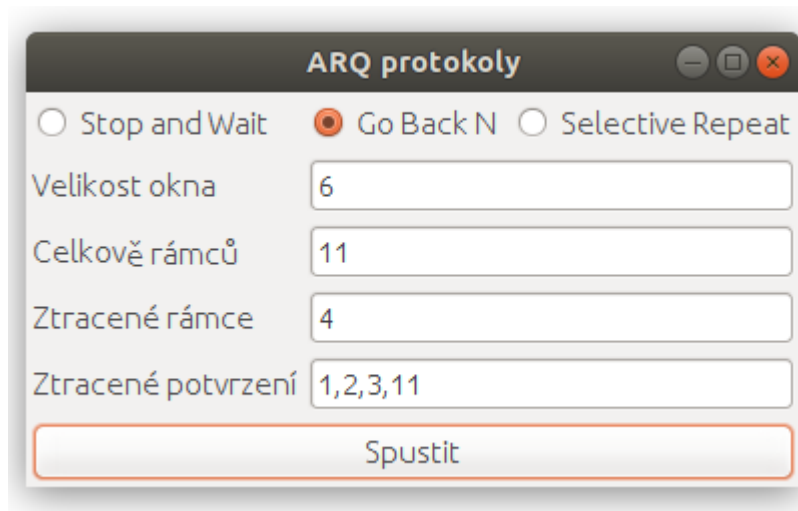 ARQ protokoly
Stop and Wait Go Back N Selective Repeat
Velikost okna 6
Celkově rámců 11
Ztracené rámce 4
Ztracené potvrzení 1,2,3,11
Spustit